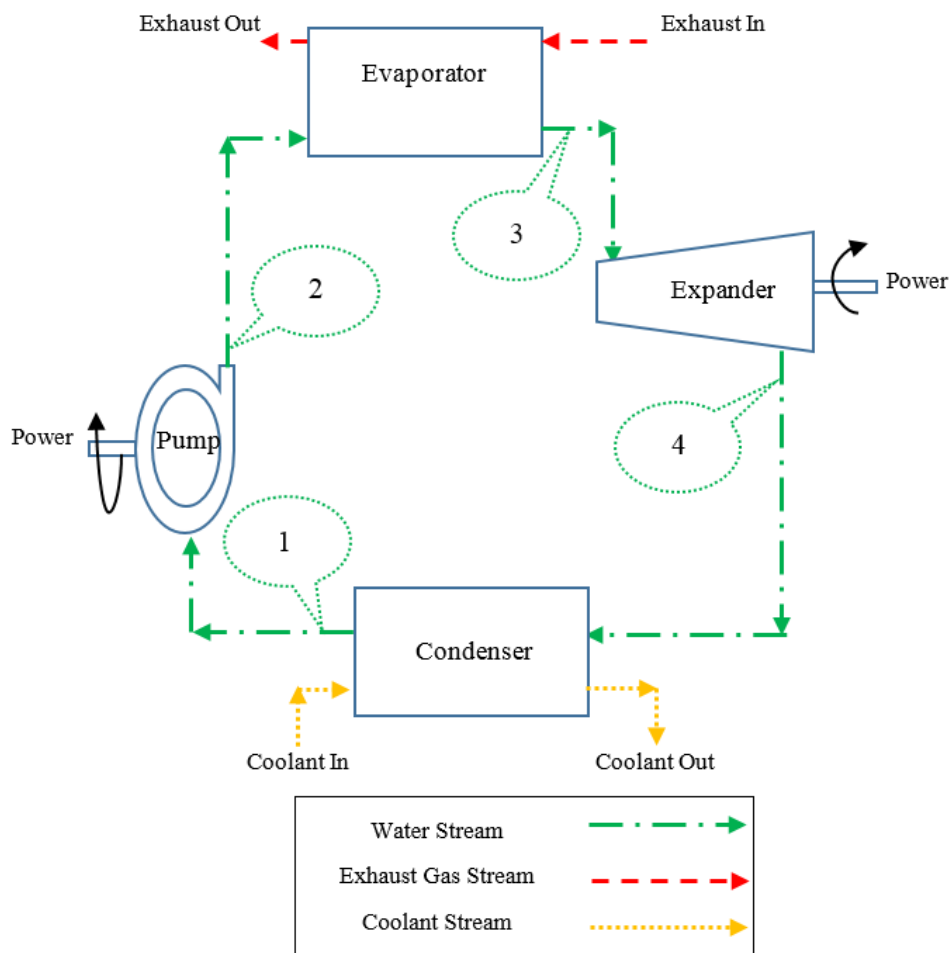 Exhaust Out
Exhaust In
Evaporator
3
2
Expander
Power
Power
Pump
4
1
Condenser
Coolant In
Coolant Out
Water Stream
Exhaust Gas Stream
Coolant Stream